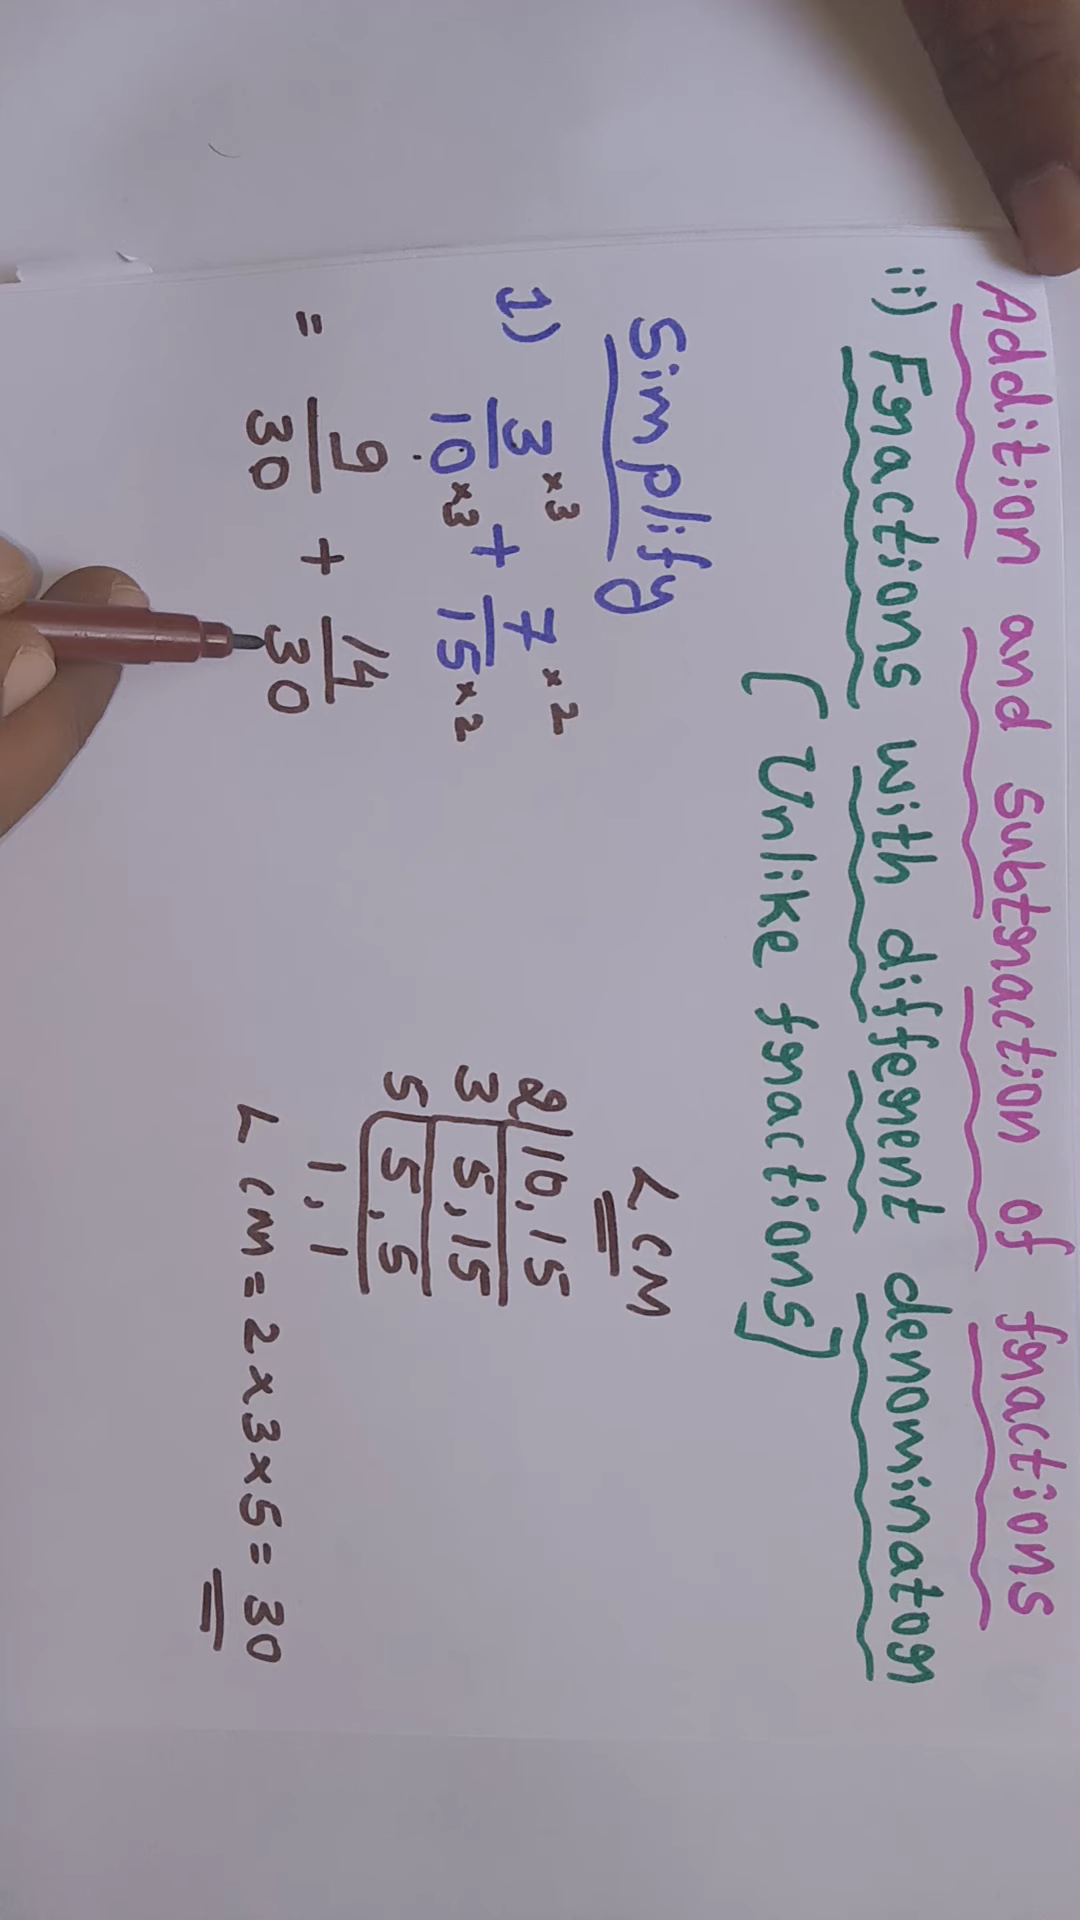 Addition and subtraction of fractions
ii) Fractions with different denominator
[Unlike fractions]
Simplify
1) 3/10 ×3/×3 + 7/15 ×2/×2
= 9/30 + 14/30
LCM
2 | 10, 15
3 | 5, 15
5 | 5, 5
1, 1
LCM = 2 × 3 × 5 = 30